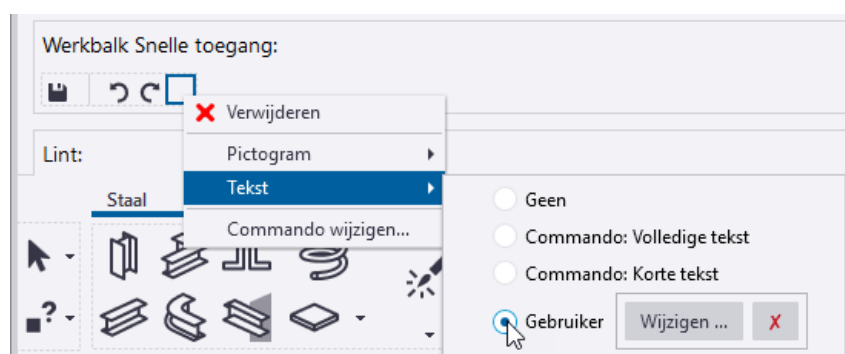 Werkbalk Snelle toegang:
Verwijderen
Lint:
Pictogram
Staal
Tekst
Geen
Commando wijzigen...
Commando: Volledige tekst
Commando: Korte tekst
?
Gebruiker
Wijzigen ...
X